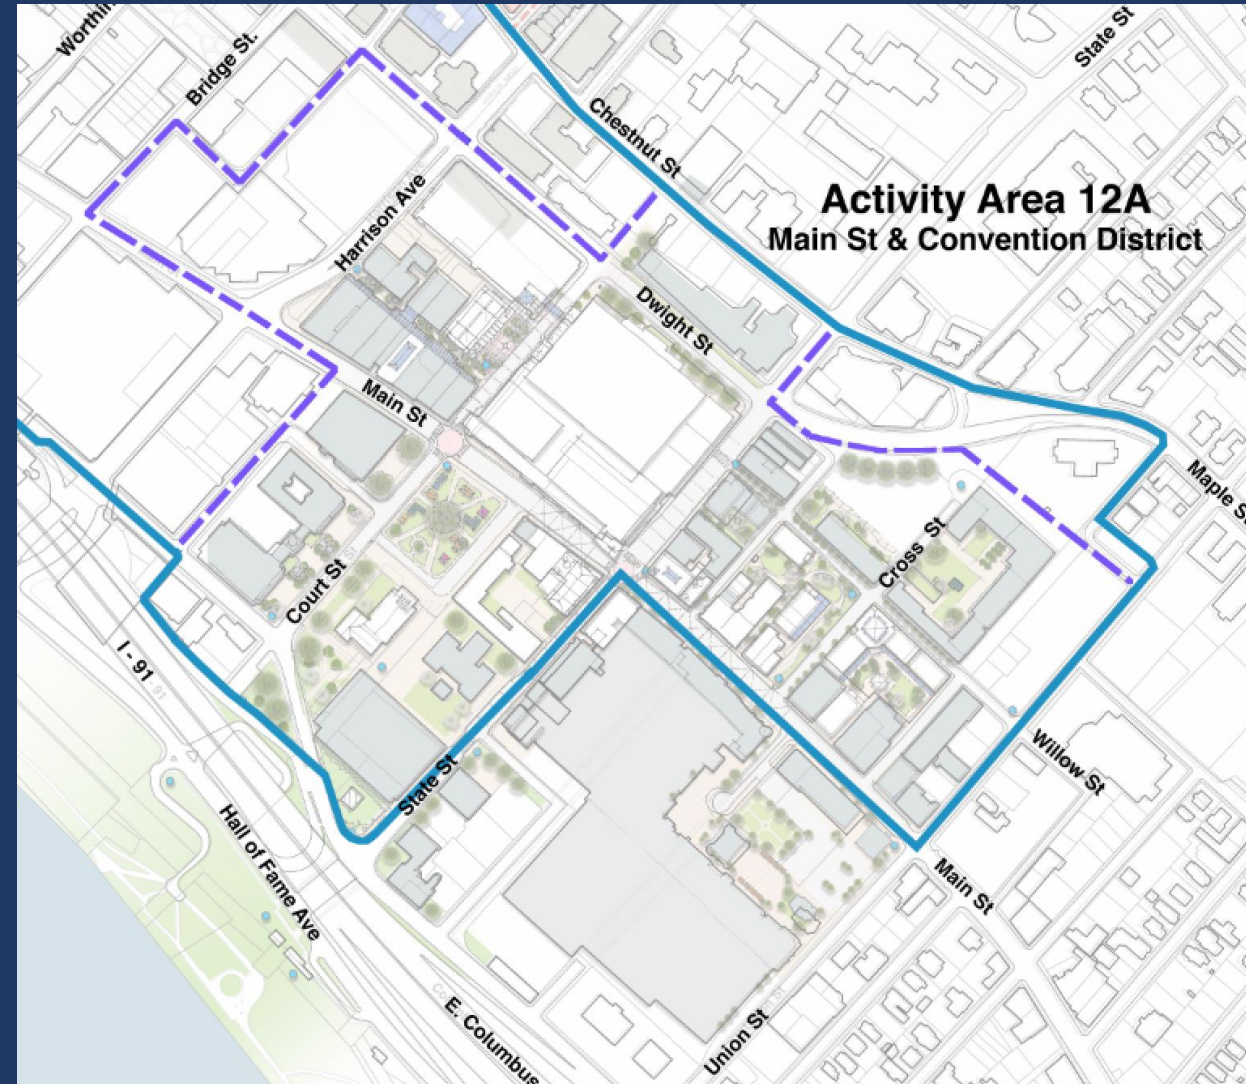 Worthin
Bridge St.
State St
Chestnut St
Activity Area 12A
Main St & Convention District
Harrison Ave
Dwight St
Main St
Maple St
Cross St
Court St
I - 91
91
State St
Willow St
Hall of Fame Ave
Main St
E. Columbus
Union St